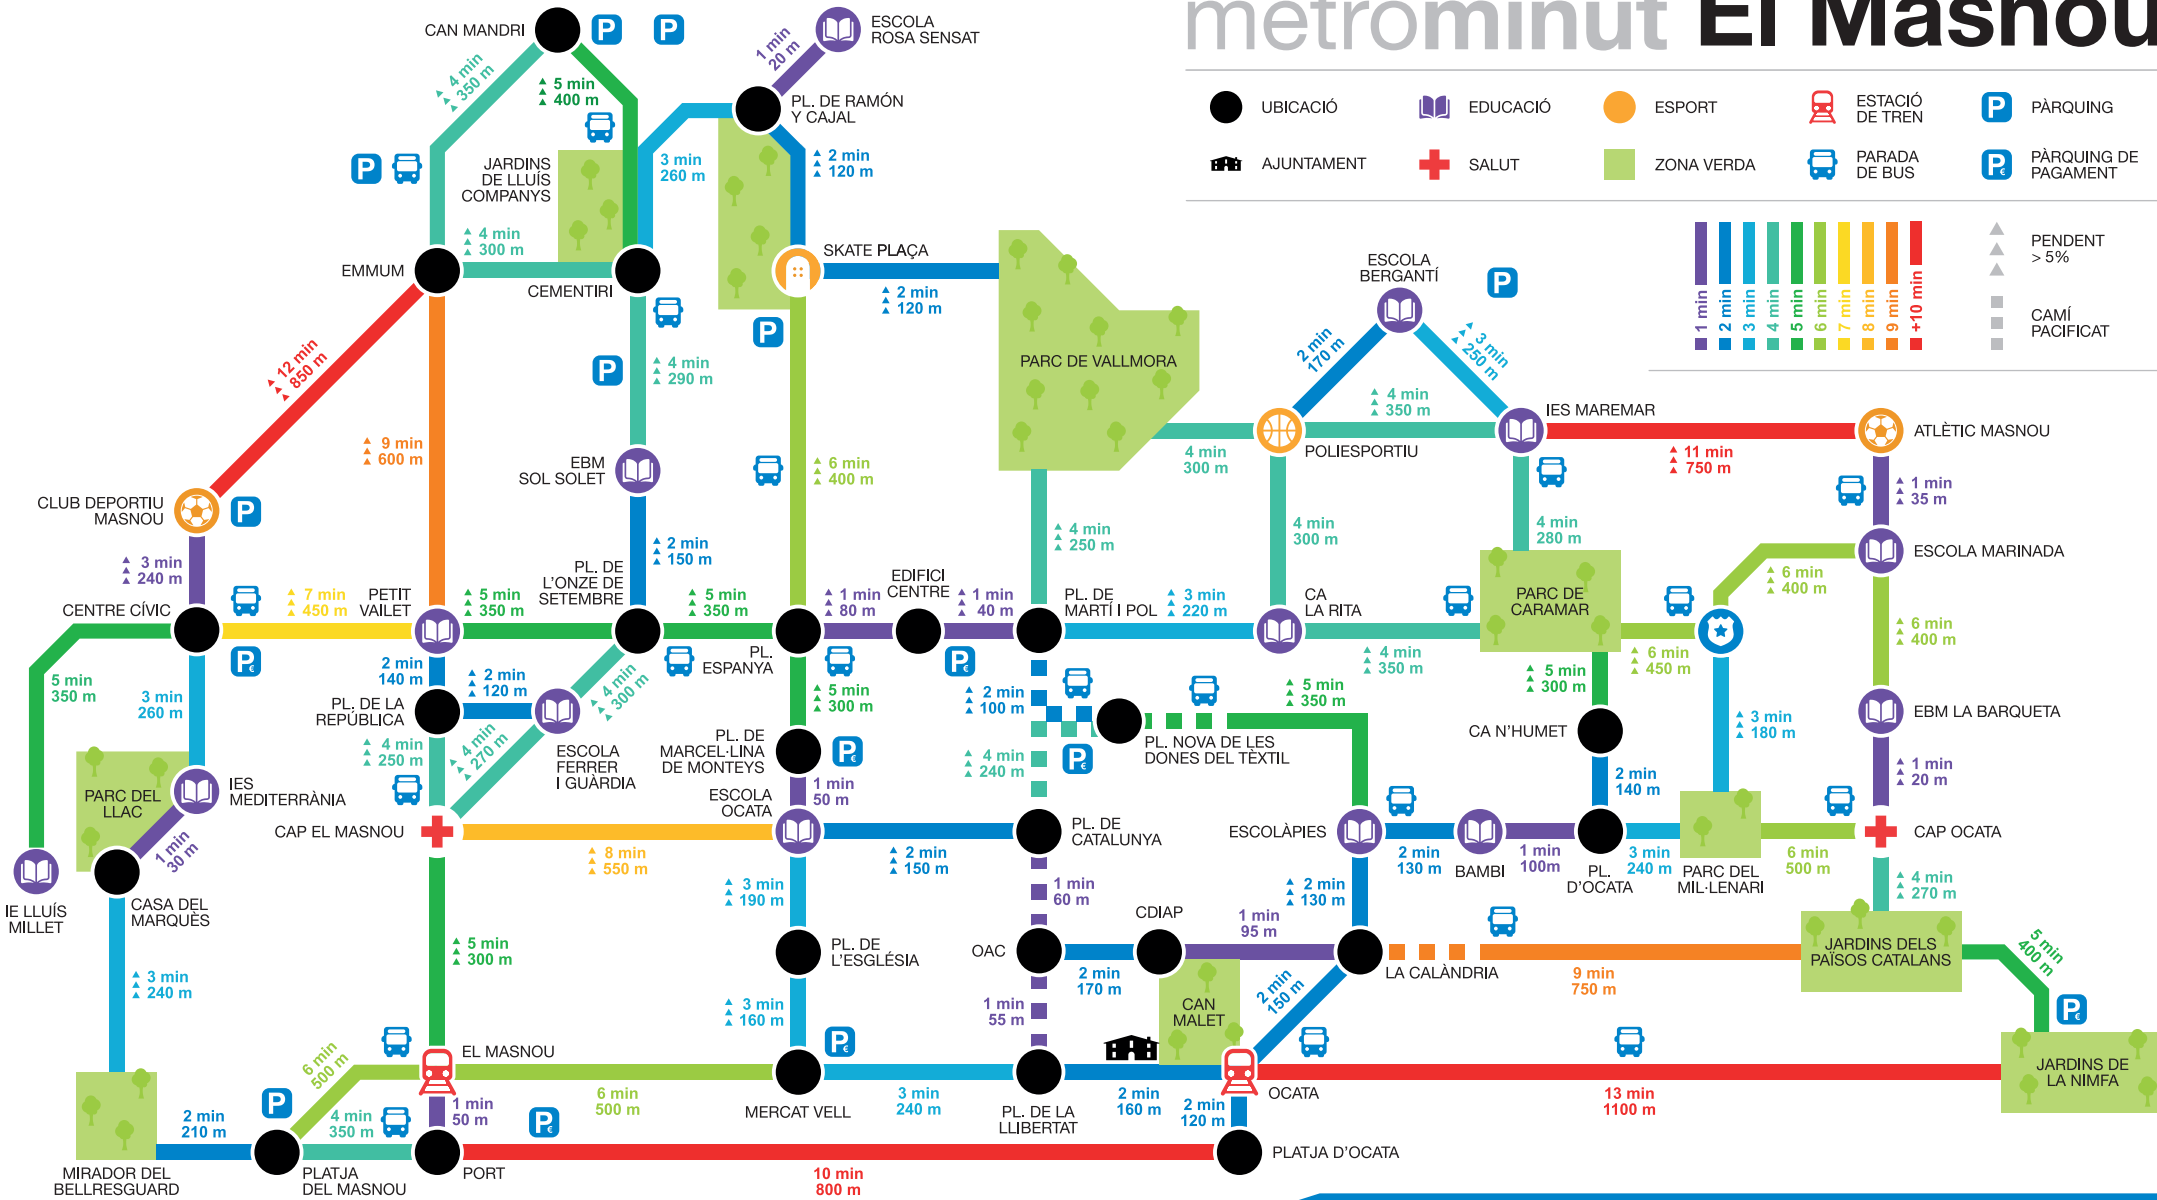 metrominut El Masnou
UBICACIÓ
EDUCACIÓ
ESPORT
ESTACIÓ
DE TREN
PÀRQUING
AJUNTAMENT
SALUT
ZONA VERDA
PARADA
DE BUS
PÀRQUING DE
PAGAMENT
1 min
2 min
3 min
4 min
5 min
6 min
7 min
8 min
9 min
+10 min
PENDENT
> 5%
CAMÍ
PACIFICAT
CAN MANDRI
P
P
ESCOLA
ROSA SENSAT
1 min
20 m
4 min
350 m
5 min
400 m
PL. DE RAMÓN
Y CAJAL
P
JARDINS
DE LLUÍS
COMPANYS
3 min
260 m
2 min
120 m
4 min
300 m
EMMUM
CEMENTIRI
SKATE PLAÇA
2 min
120 m
ESCOLA
BERGANTÍ
P
P
P
12 min
850 m
4 min
290 m
PARC DE VALLMORA
2 min
170 m
3 min
250 m
4 min
350 m
IES MAREMAR
ATLÈTIC MASNOU
9 min
600 m
EBM
SOL SOLET
6 min
400 m
4 min
300 m
POLIESPORTIU
11 min
750 m
CLUB DEPORTIU
MASNOU
P
1 min
35 m
3 min
240 m
2 min
150 m
4 min
250 m
4 min
300 m
4 min
280 m
ESCOLA MARINADA
CENTRE CÍVIC
7 min
450 m
PETIT
VAILET
5 min
350 m
PL. DE
L'ONZE DE
SETEMBRE
5 min
350 m
1 min
80 m
EDIFICI
CENTRE
1 min
40 m
PL. DE
MARTÍ I POL
3 min
220 m
CA
LA RITA
PARC DE
CARAMAR
6 min
400 m
6 min
400 m
5 min
350 m
3 min
260 m
P€
2 min
140 m
2 min
120 m
4 min
300 m
PL.
ESPANYA
P€
4 min
350 m
6 min
450 m
PL. DE LA
REPÚBLICA
5 min
300 m
2 min
100 m
5 min
350 m
5 min
300 m
EBM LA BARQUETA
4 min
250 m
4 min
270 m
ESCOLA
FERRER
I GUÀRDIA
PL. DE
MARCEL·LINA
DE MONTEYS
P€
4 min
240 m
P€
PL. NOVA DE LES
DONES DEL TÈXTIL
CA N'HUMET
3 min
180 m
PARC DEL
LLAC
IES
MEDITERRÀNIA
ESCOLA
OCATA
1 min
50 m
2 min
140 m
1 min
20 m
1 min
30 m
CAP EL MASNOU
8 min
550 m
2 min
150 m
PL. DE
CATALUNYA
ESCOLÀPIES
2 min
130 m
BAMBI
1 min
100m
PL.
D'OCATA
3 min
240 m
PARC DEL
MIL·LENARI
6 min
500 m
CAP OCATA
IE LLUÍS
MILLET
CASA DEL
MARQUÈS
3 min
190 m
1 min
60 m
2 min
130 m
4 min
270 m
3 min
240 m
5 min
300 m
PL. DE
L'ESGLÉSIA
OAC
CDIAP
1 min
95 m
2 min
170 m
LA CALÀNDRIA
9 min
750 m
JARDINS DELS
PAÏSOS CATALANS
5 min
400 m
3 min
160 m
1 min
55 m
CAN
MALET
2 min
150 m
P€
P€
6 min
500 m
EL MASNOU
6 min
500 m
MERCAT VELL
3 min
240 m
PL. DE LA
LLIBERTAT
2 min
160 m
OCATA
13 min
1100 m
JARDINS DE
LA NIMFA
P
2 min
210 m
4 min
350 m
1 min
50 m
P€
2 min
120 m
MIRADOR DEL
BELLRESGUARD
PLATJA
DEL MASNOU
PORT
10 min
800 m
PLATJA D'OCATA